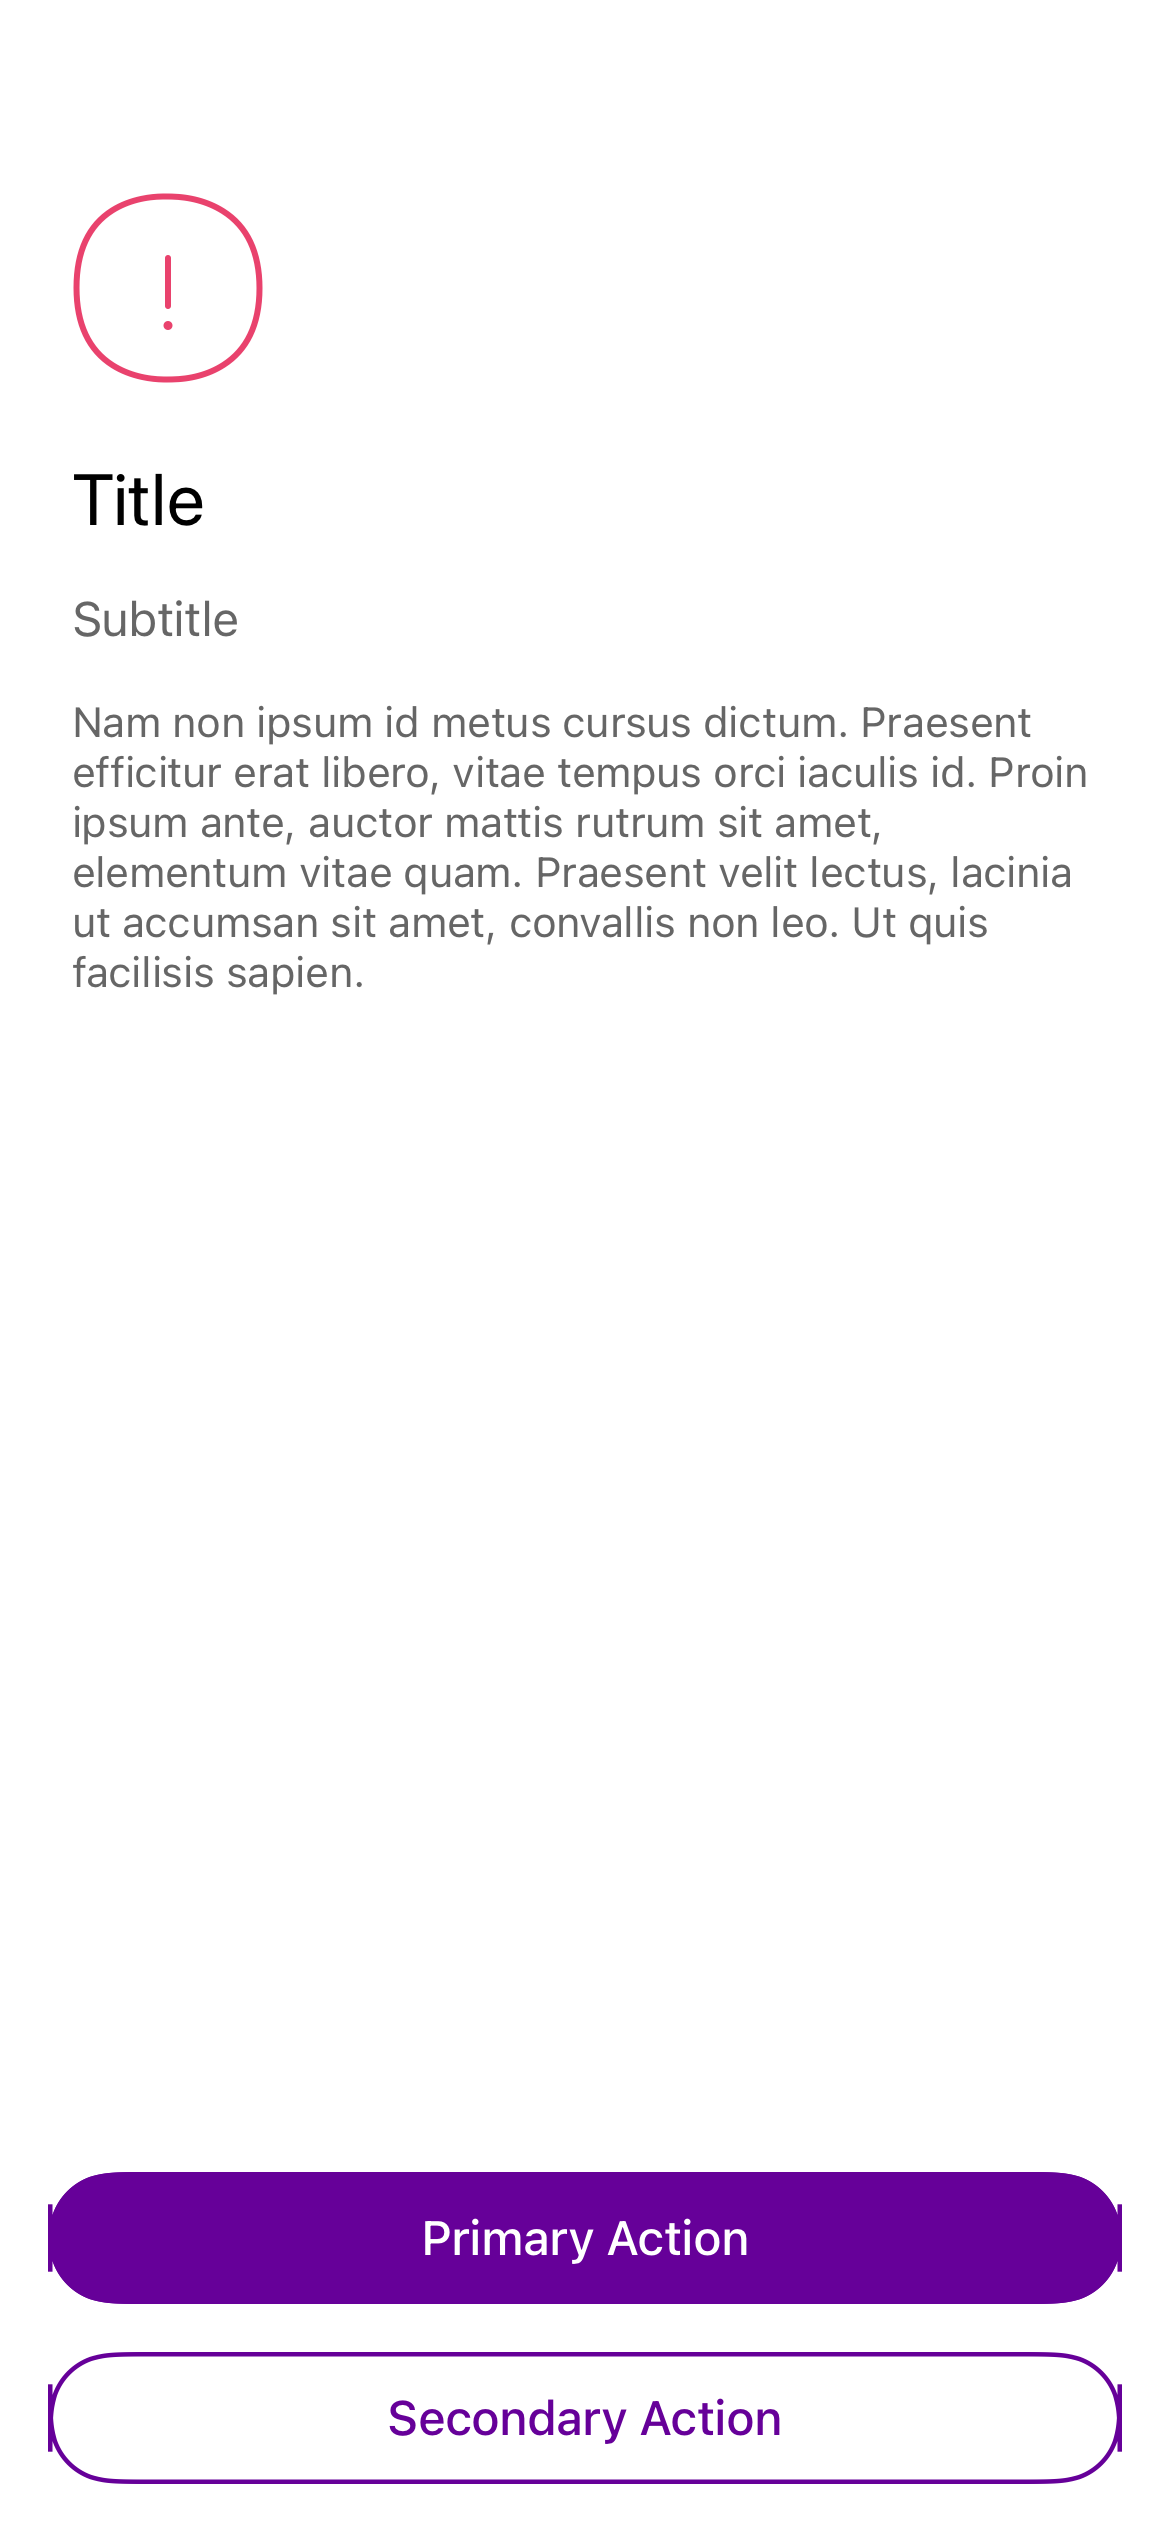 Title
Subtitle
Nam non ipsum id metus cursus dictum. Praesent
efficitur erat libero, vitae tempus orci iaculis id. Proin
ipsum ante, auctor mattis rutrum sit amet,
elementum vitae quam. Praesent velit lectus, lacinia
ut accumsan sit amet, convallis non leo. Ut quis
facilisis sapien.
Primary Action
Secondary Action